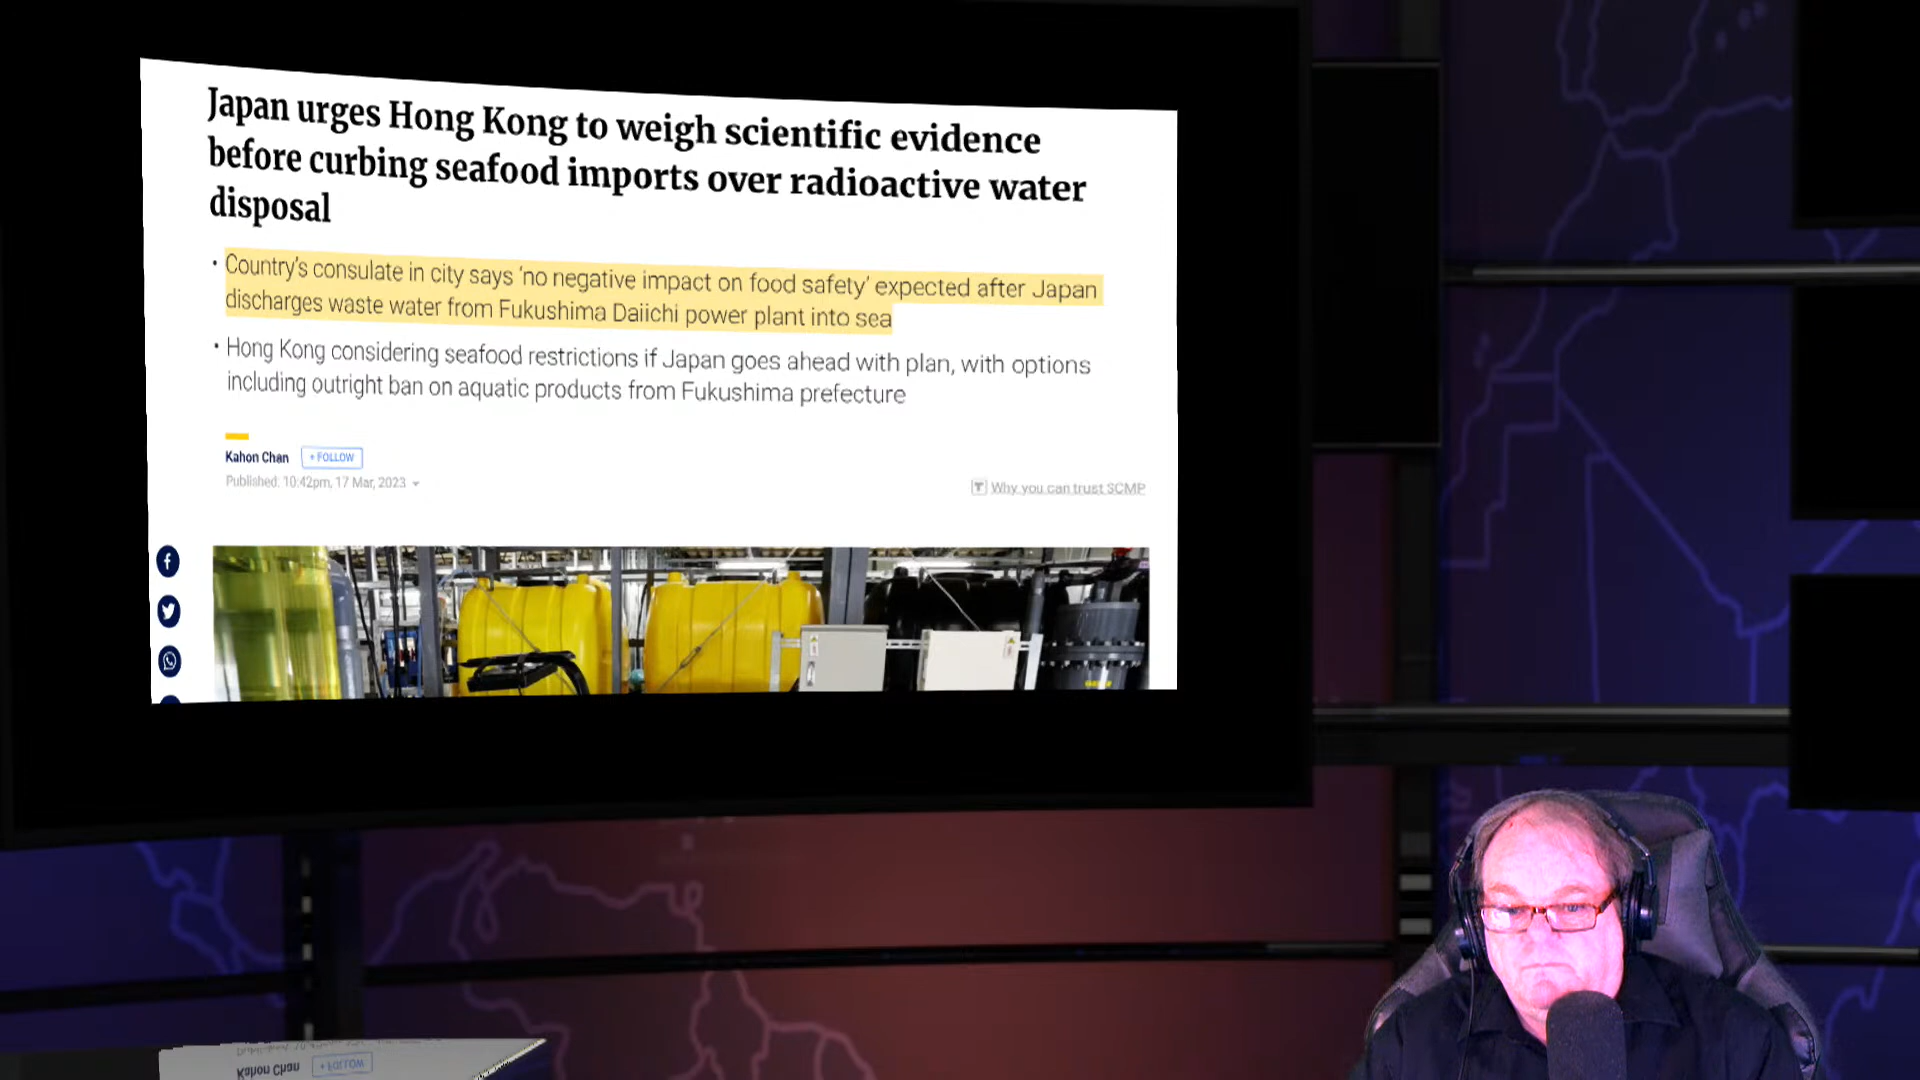 Japan urges Hong Kong to weigh scientific evidence
before curbing seafood imports over radioactive water
disposal
• Country's consulate in city says ‘no negative impact on food safety’ expected after Japan
discharges waste water from Fukushima Daiichi power plant into sea
• Hong Kong considering seafood restrictions if Japan goes ahead with plan, with options
including outright ban on aquatic products from Fukushima prefecture
Kahon Chan + FOLLOW
Published: 10:42pm, 17 Mar, 2023
Why you can trust SCMP
Kahon Chan + FOLLOW